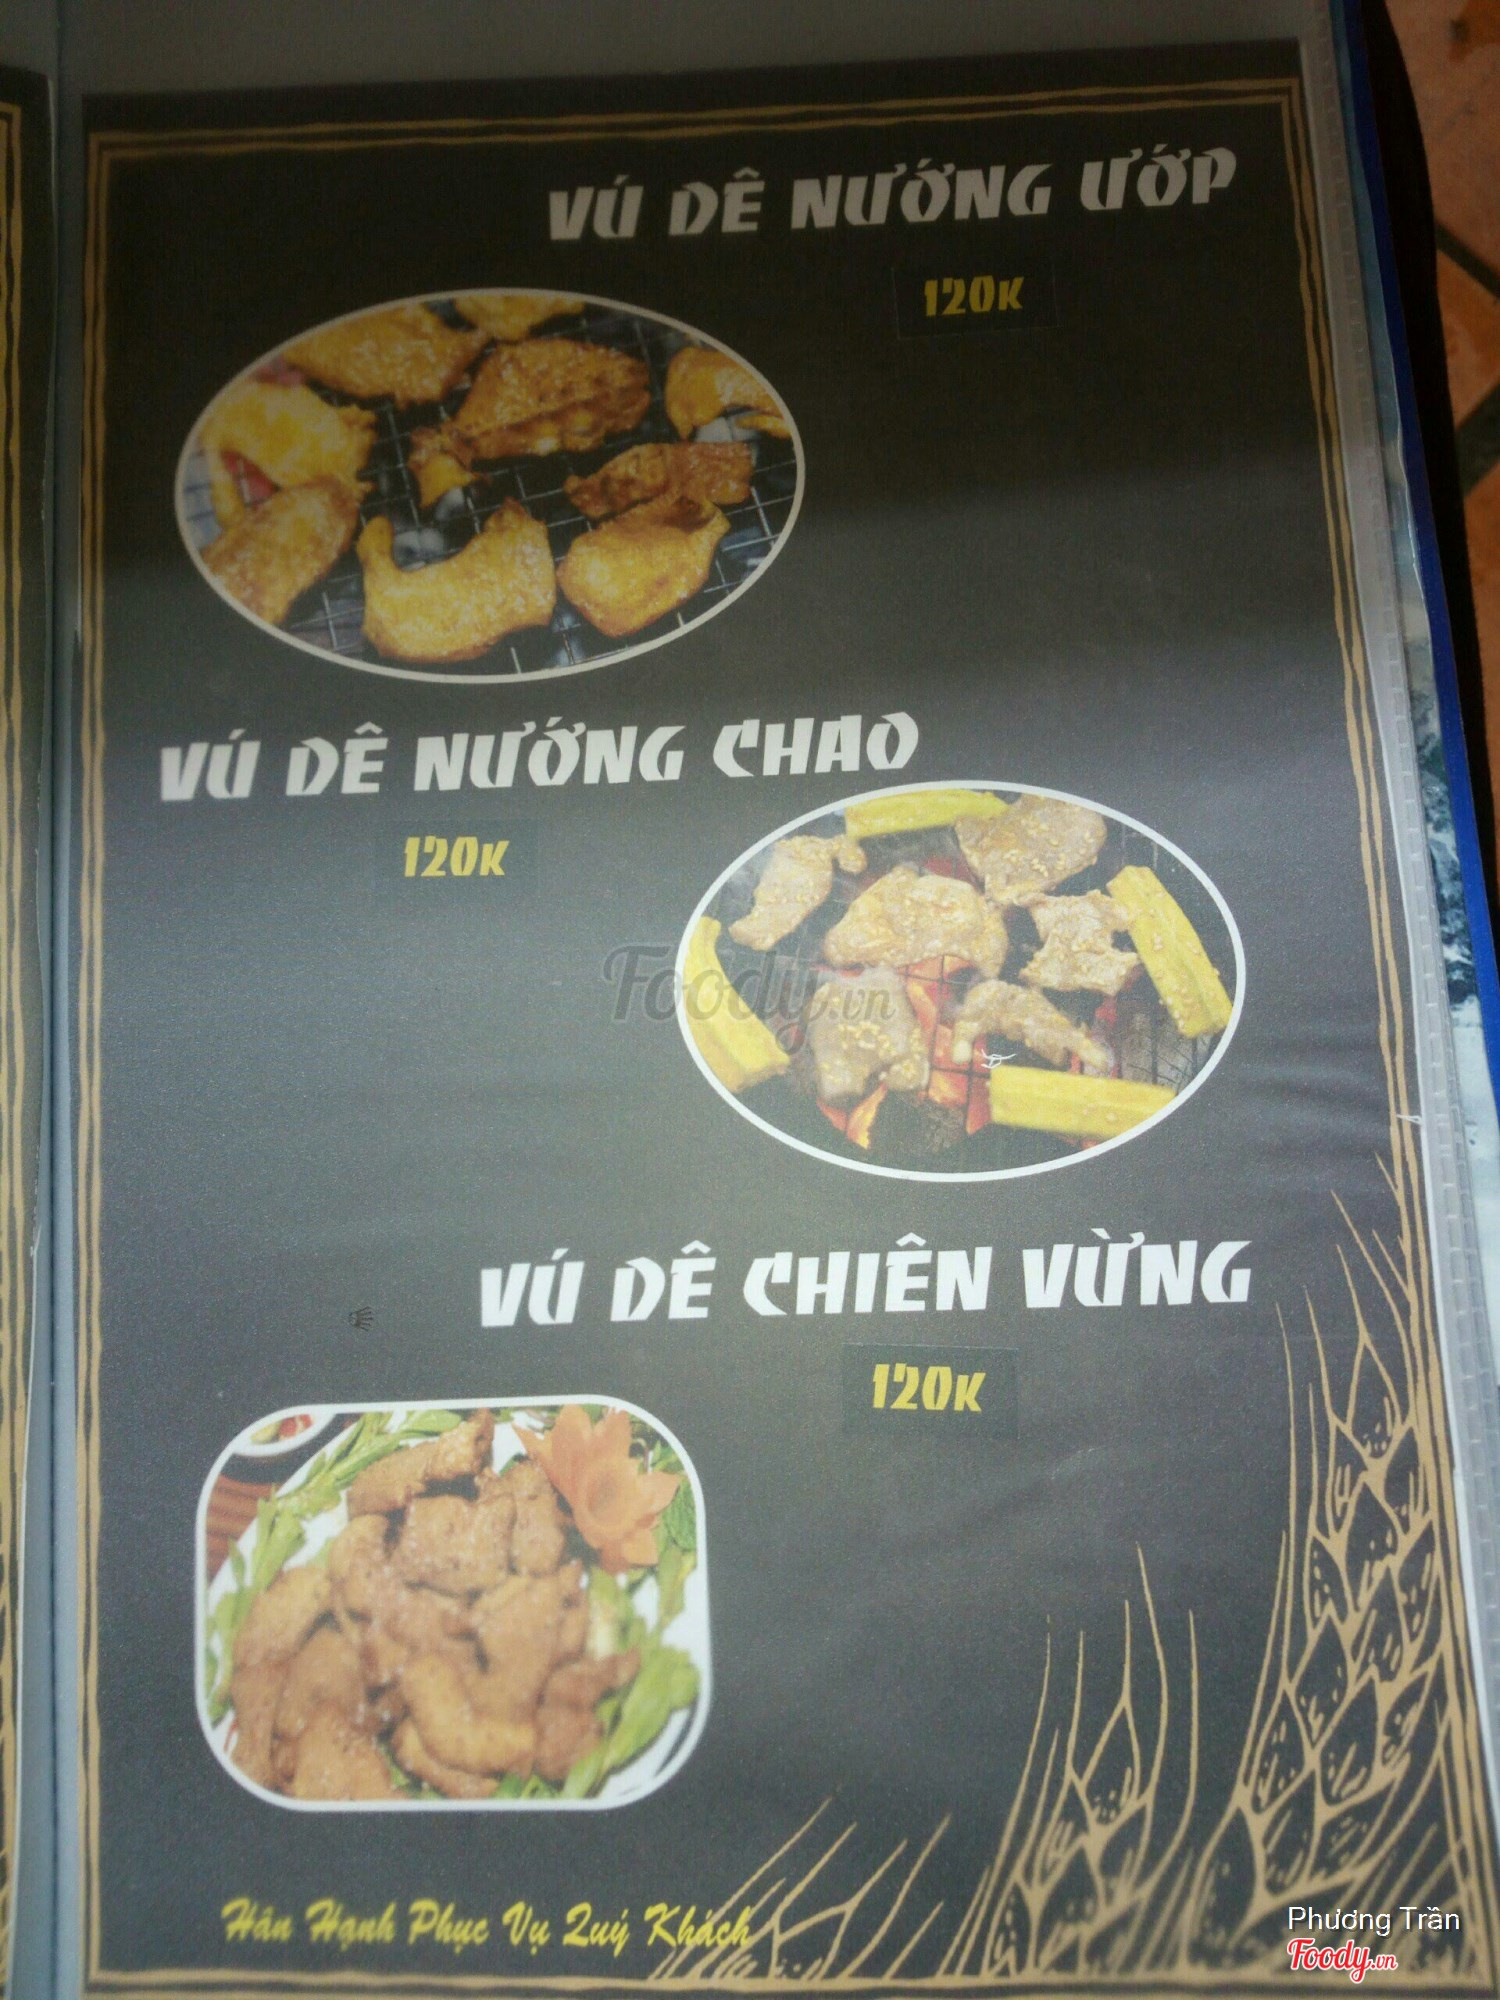 VÚ DÊ NƯỚNG ƯỚP
120K
VÚ DÊ NƯỚNG CHAO
120K
Foody.vn
VÚ DÊ CHIÊN VỪNG
120K
Hân Hạnh Phục Vụ Quý Khách
Phương Trần
Foody.vn